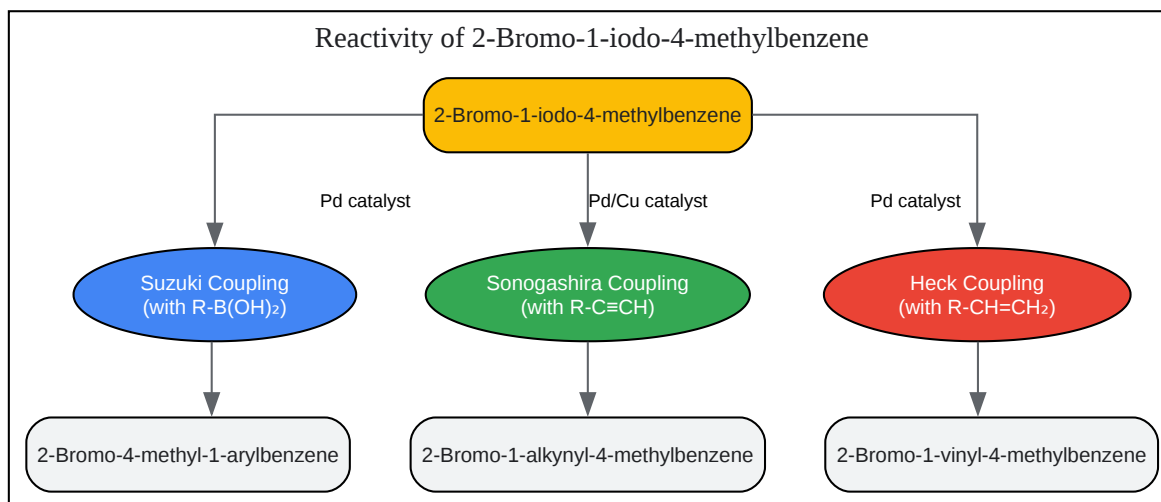 Reactivity of 2-Bromo-1-iodo-4-methylbenzene
2-Bromo-1-iodo-4-methylbenzene
Pd catalyst
Pd/Cu catalyst
Pd catalyst
Suzuki Coupling
(with R-B(OH)₂)
Sonogashira Coupling
(with R-C≡CH)
Heck Coupling
(with R-CH=CH₂)
2-Bromo-4-methyl-1-arylbenzene
2-Bromo-1-alkynyl-4-methylbenzene
2-Bromo-1-vinyl-4-methylbenzene